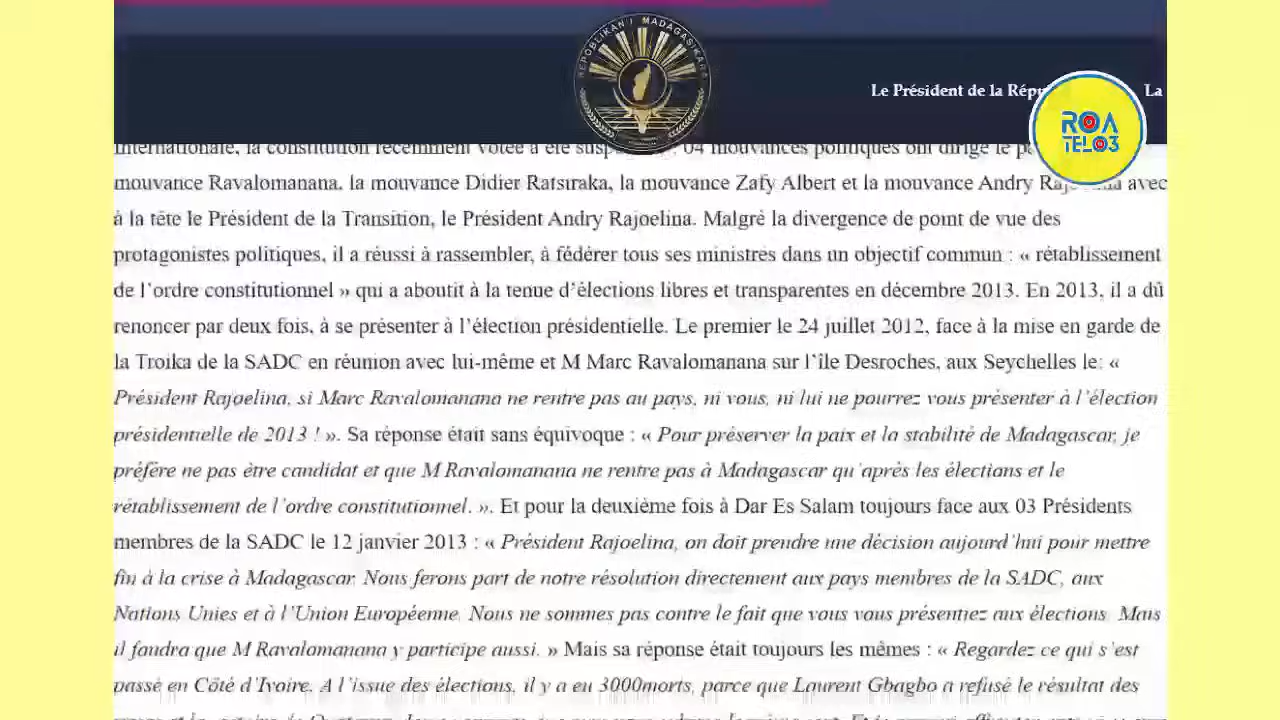 REPOBLIKAN'I MADAGASIKARA
Le Président de la Répu
La
ROA
TELO3
internationale, la constitution récemment votée a été 04 mouvances politiques ont dirigé le
mouvance Ravalomanana, la mouvance Didier Ratsiraka, la mouvance Zafy Albert et la mouvance Andry avec
à la tête le Président de la Transition, le Président Andry Rajoelina. Malgré la divergence de point de vue des
protagonistes politiques, il a réussi à rassembler, à fédérer tous ses ministres dans un objectif commun : « rétablissement
de l'ordre constitutionnel » qui a aboutit à la tenue d'élections libres et transparentes en décembre 2013. En 2013, il a dû
renoncer par deux fois, à se présenter à l'élection présidentielle. Le premier le 24 juillet 2012, face à la mise en garde de
la Troika de la SADC en réunion avec lui-même et M Marc Ravalomanana sur l'île Desroches, aux Seychelles le: «
Président Rajoelina, si Marc Ravalomanana ne rentre pas au pays, ni vous, ni lui ne pourrez vous présenter à l'élection
présidentielle de 2013 ! ». Sa réponse était sans équivoque : « Pour préserver la paix et la stabilité de Madagascar, je
préfère ne pas être candidat et que M Ravalomanana ne rentre pas à Madagascar qu'après les élections et le
rétablissement de l'ordre constitutionnel. ». Et pour la deuxième fois à Dar Es Salam toujours face aux 03 Présidents
membres de la SADC le 12 janvier 2013 : « Président Rajoelina, on doit prendre une décision aujourd'hui pour mettre
fin à la crise à Madagascar. Nous ferons part de notre résolution directement aux pays membres de la SADC, aux
Nations Unies et à l'Union Européenne. Nous ne sommes pas contre le fait que vous vous présentiez aux élections. Mais
il faudra que M Ravalomanana y participe aussi. » Mais sa réponse était toujours les mêmes : « Regardez ce qui s'est
passé en Côté d'Ivoire. A l'issue des élections, il y a eu 3000morts, parce que Laurent Gbagbo a refusé le résultat des